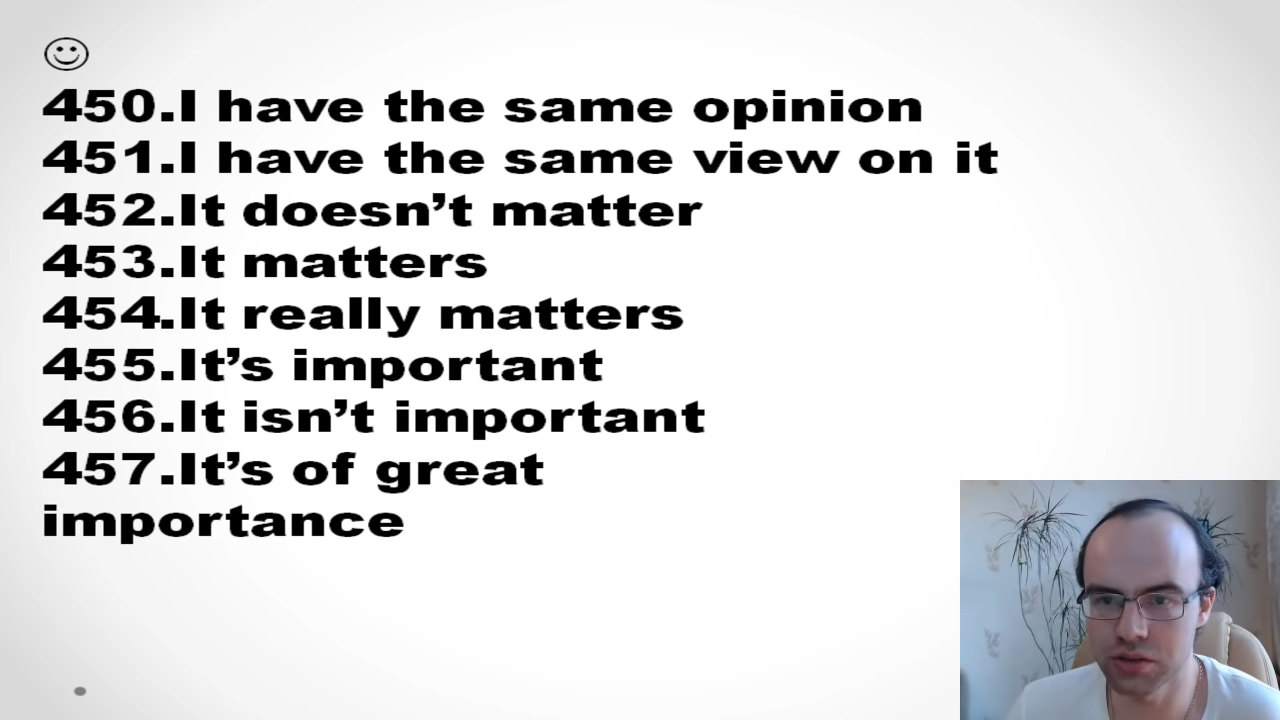 450.I have the same opinion
451.I have the same view on it
452.It doesn’t matter
453.It matters
454.It really matters
455.It’s important
456.It isn’t important
457.It’s of great
importance